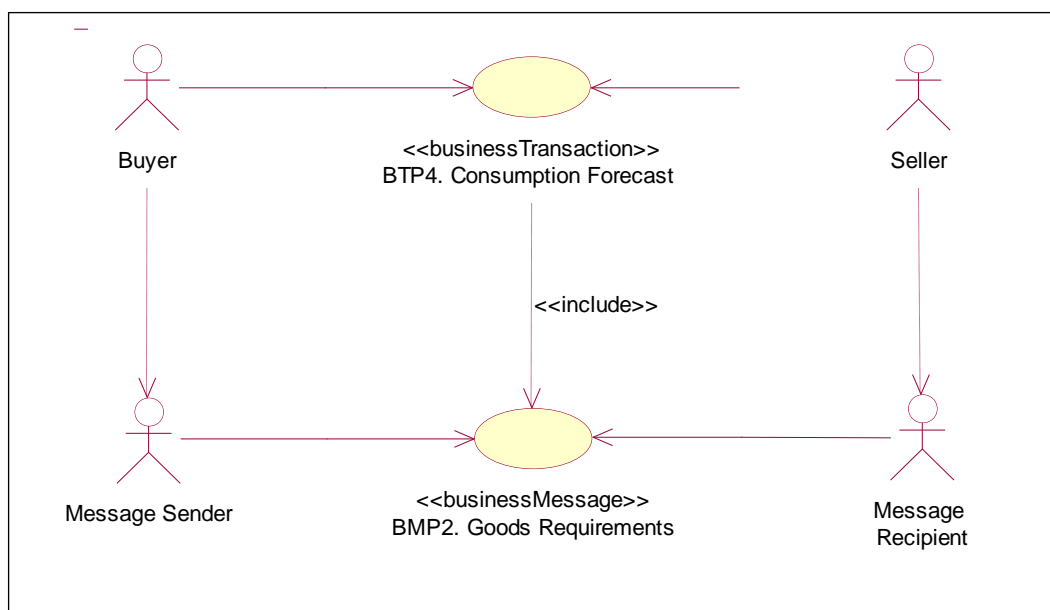 Buyer
<<businessTransaction>>
BTP4. Consumption Forecast
Seller
<<include>>
Message Sender
<<businessMessage>>
BMP2. Goods Requirements
Message
Recipient